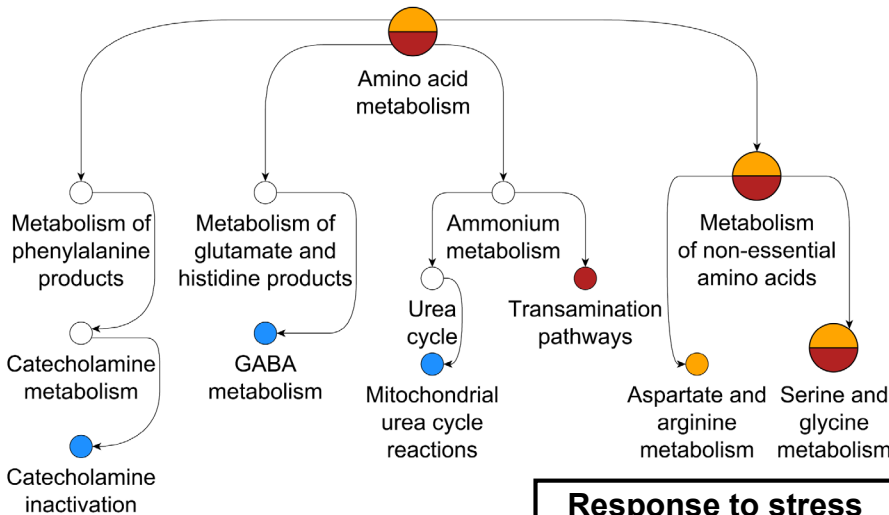 Amino acid
metabolism
Metabolism of
phenylalanine
products
Metabolism of
glutamate and
histidine products
Ammonium
metabolism
Metabolism
of non-essential
amino acids
Urea
cycle
Transamination
pathways
Catecholamine
metabolism
GABA
metabolism
Mitochondrial
urea cycle
reactions
Aspartate and
arginine
metabolism
Serine and
glycine
metabolism
Catecholamine
inactivation
Response to stress